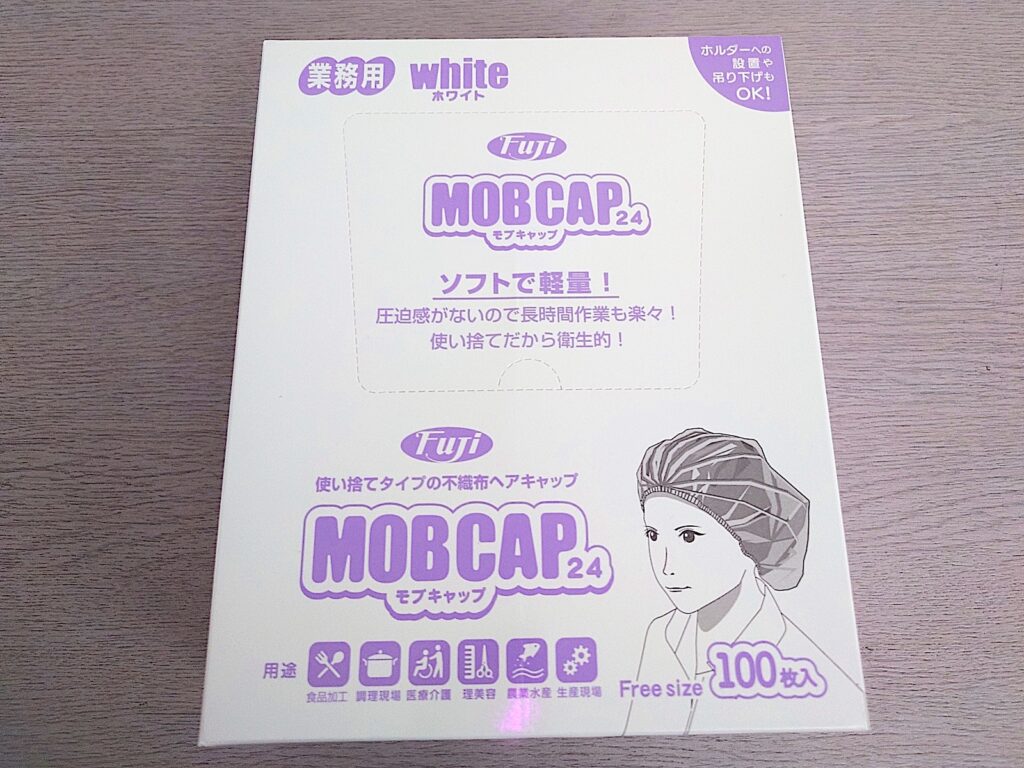 業務用
white
ホワイト
ホルダーへの
設置や
吊り下げも
OK!
Fuji
MOBCAP24
モブキャップ
ソフトで軽量！
圧迫感がないので長時間作業も楽々！
使い捨てだから衛生的！
Fuji
使い捨てタイプの不織布ヘアキャップ
MOBCAP24
モブキャップ
用途
食品加工 調理現場 医療介護 理美容 農業水産 生産現場
Free size 100枚入